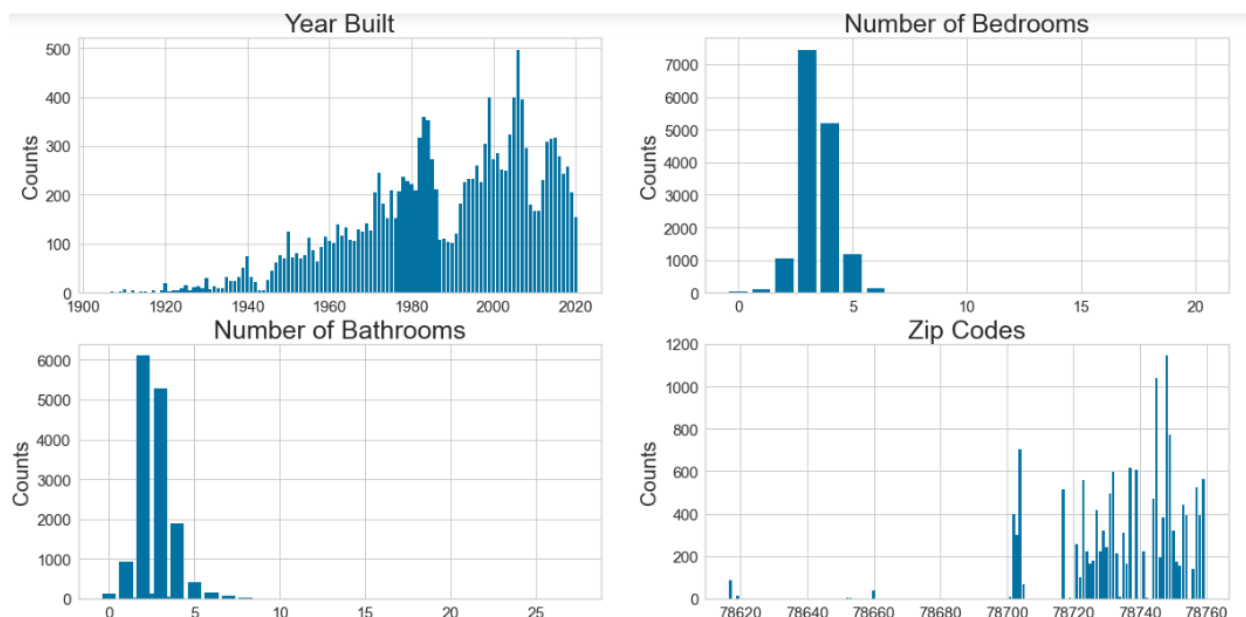 Year Built
Counts
500
400
300
200
100
0
1900 1920 1940 1960 1980 2000 2020
Number of Bedrooms
Counts
7000
6000
5000
4000
3000
2000
1000
0
0 5 10 15 20
Number of Bathrooms
Counts
6000
5000
4000
3000
2000
1000
0
0 5 10 15 20 25
Zip Codes
Counts
1200
1000
800
600
400
200
0
78620 78640 78660 78680 78700 78720 78740 78760